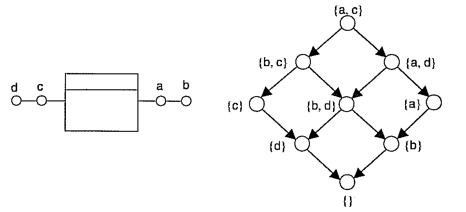 d c a b
{a, c}
{b, c} {a, d}
{c} {b, d} {a}
{d} {b}
{}